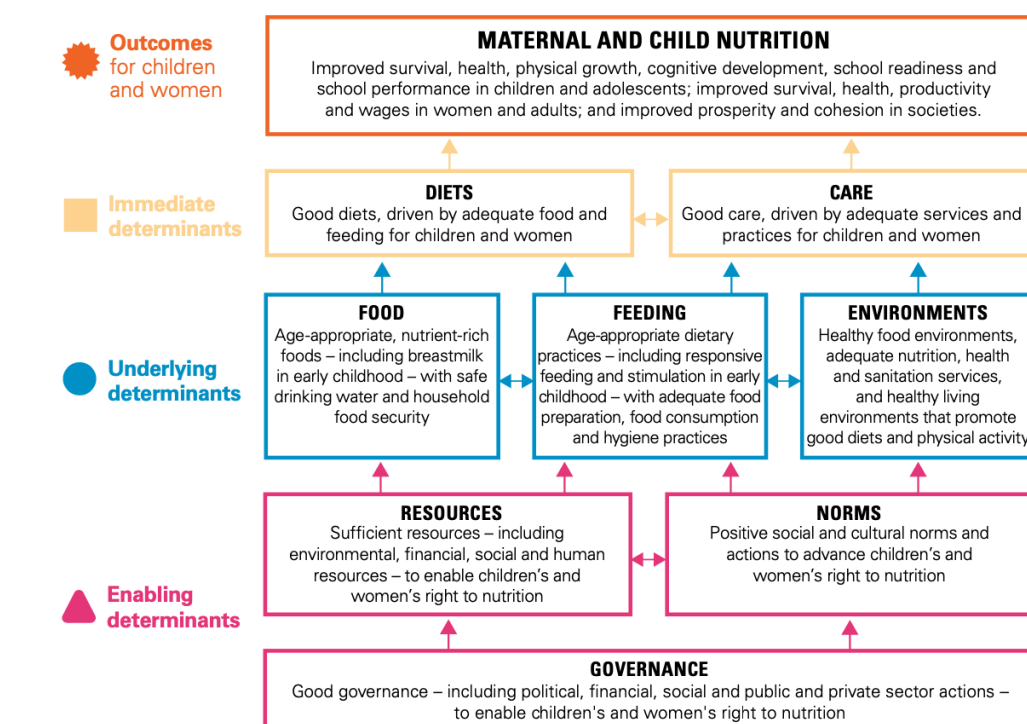 Outcomes
for children
and women
MATERNAL AND CHILD NUTRITION
Improved survival, health, physical growth, cognitive development, school readiness and
school performance in children and adolescents; improved survival, health, productivity
and wages in women and adults; and improved prosperity and cohesion in societies.
Immediate
determinants
DIETS
Good diets, driven by adequate food and
feeding for children and women
CARE
Good care, driven by adequate services and
practices for children and women
Underlying
determinants
FOOD
Age-appropriate, nutrient-rich
foods – including breastmilk
in early childhood – with safe
drinking water and household
food security
FEEDING
Age-appropriate dietary
practices – including responsive
feeding and stimulation in early
childhood – with adequate food
preparation, food consumption
and hygiene practices
ENVIRONMENTS
Healthy food environments,
adequate nutrition, health
and sanitation services,
and healthy living
environments that promote
good diets and physical activity
Enabling
determinants
RESOURCES
Sufficient resources – including
environmental, financial, social and human
resources – to enable children’s and
women’s right to nutrition
NORMS
Positive social and cultural norms and
actions to advance children’s and
women’s right to nutrition
GOVERNANCE
Good governance – including political, financial, social and public and private sector actions –
to enable children's and women's right to nutrition